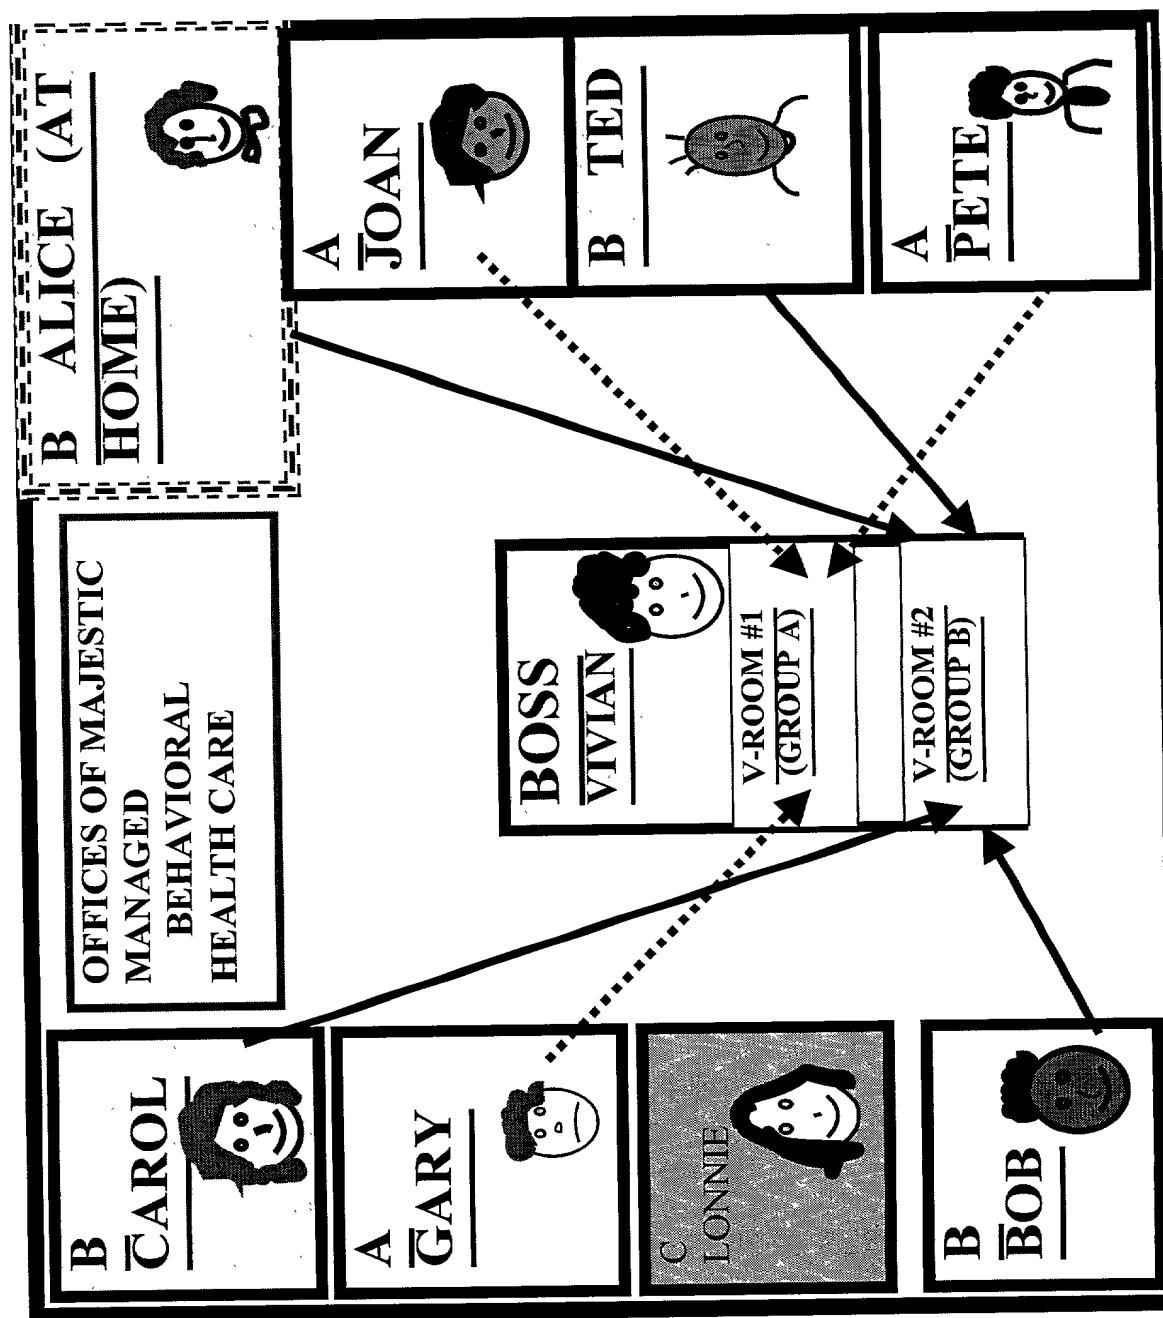 OFFICES OF MAJESTIC
MANAGED
BEHAVIORAL
HEALTH CARE
B
CAROL
A
GARY
C
LONNIE
B
BOB
BOSS
VIVIAN
V-ROOM #1
(GROUP A)
V-ROOM #2
(GROUP B)
B ALICE (AT
HOME)
A
JOAN
B TED
A
PETE